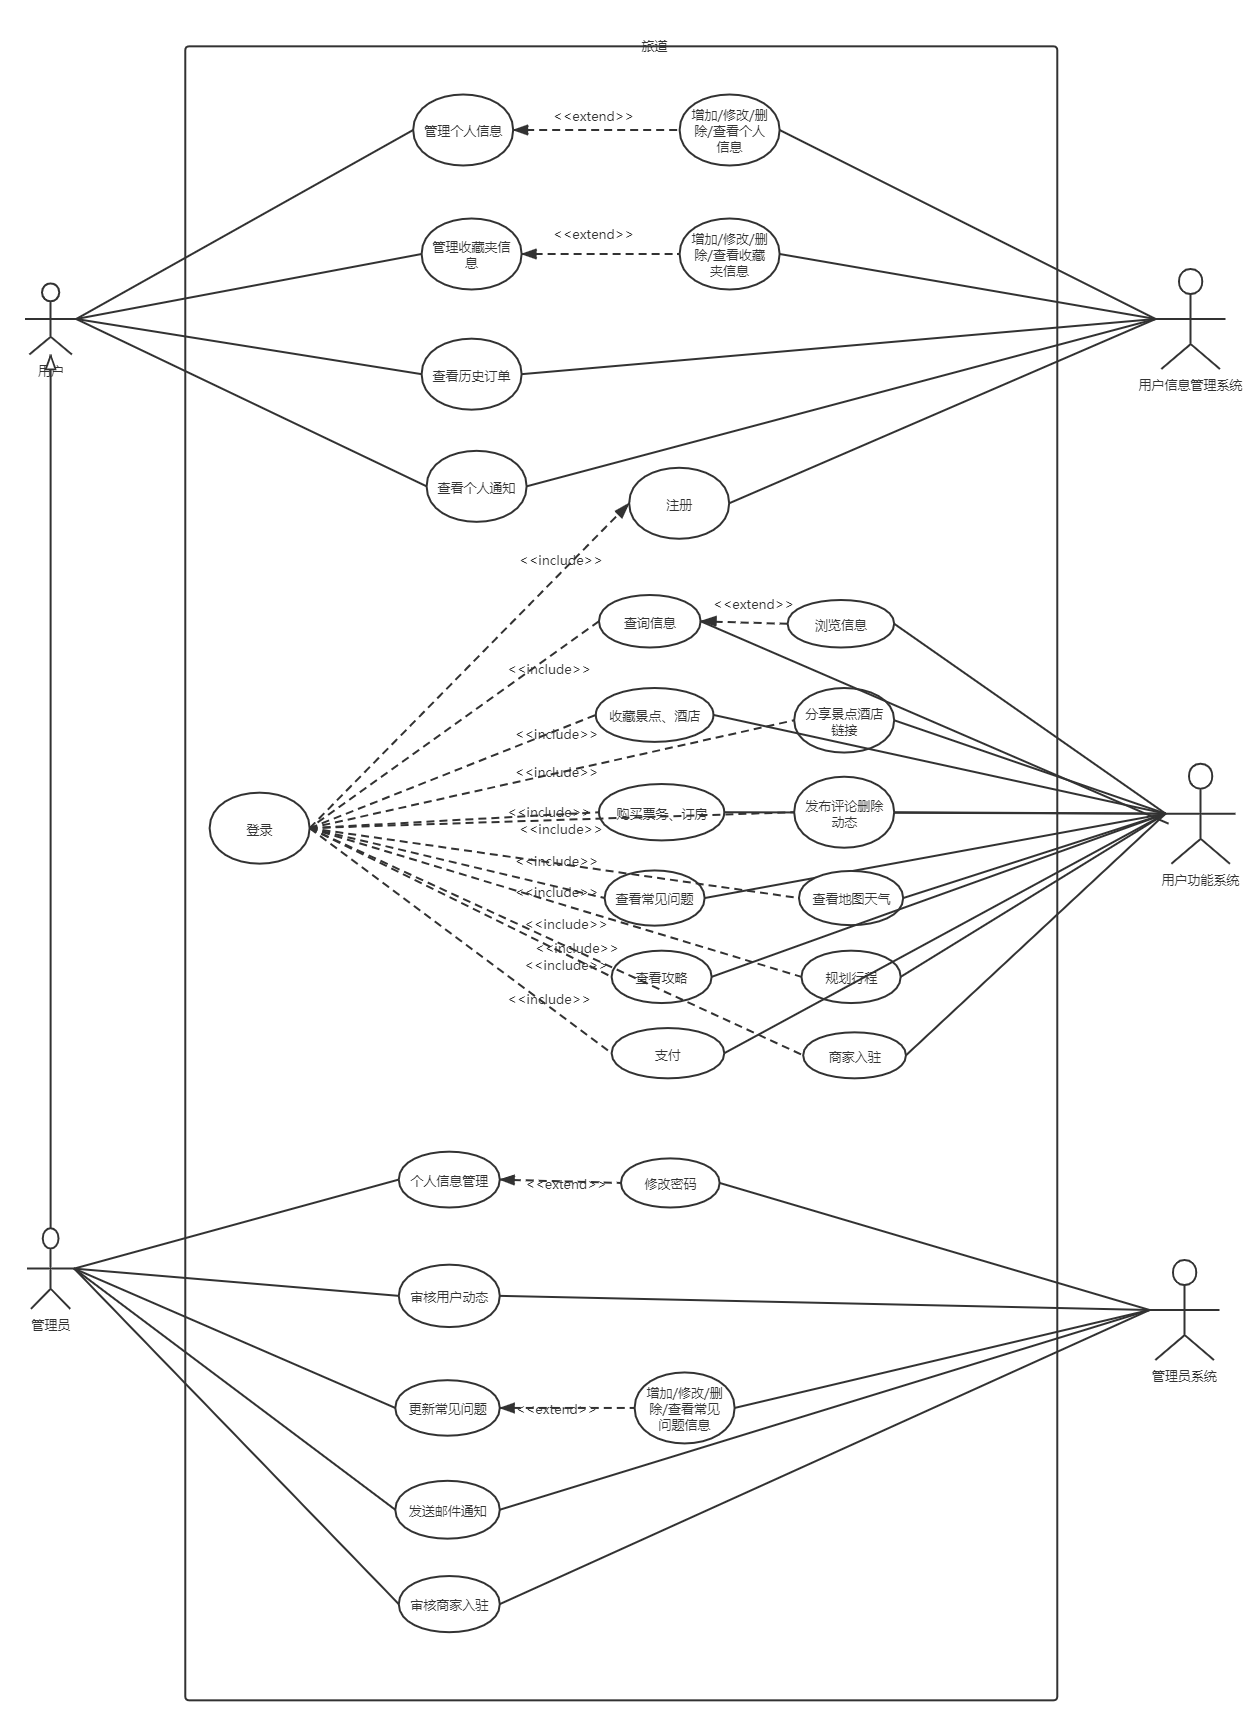 旅道
管理个人信息
<<extend>>
增加/修改/删
除/查看个人
信息
管理收藏夹信
息
<<extend>>
增加/修改/删
除/查看收藏
夹信息
用户
查看历史订单
用户信息管理系统
查看个人通知
注册
<<include>>
查询信息
<<extend>>
浏览信息
<<include>>
收藏景点、酒店
分享景点酒店
链接
<<include>>
<<include>>
登录
<<include>>
购买票务、订房
发布评论删除
动态
<<include>>
用户功能系统
<<include>>
<<include>>
查看常见问题
查看地图天气
<<include>>
<<include>>
<<include>>
查看攻略
规划行程
<<include>>
支付
商家入驻
个人信息管理
<<extend>>
修改密码
审核用户动态
管理员
管理员系统
更新常见问题
<<extend>>
增加/修改/删
除/查看常见
问题信息
发送邮件通知
审核商家入驻